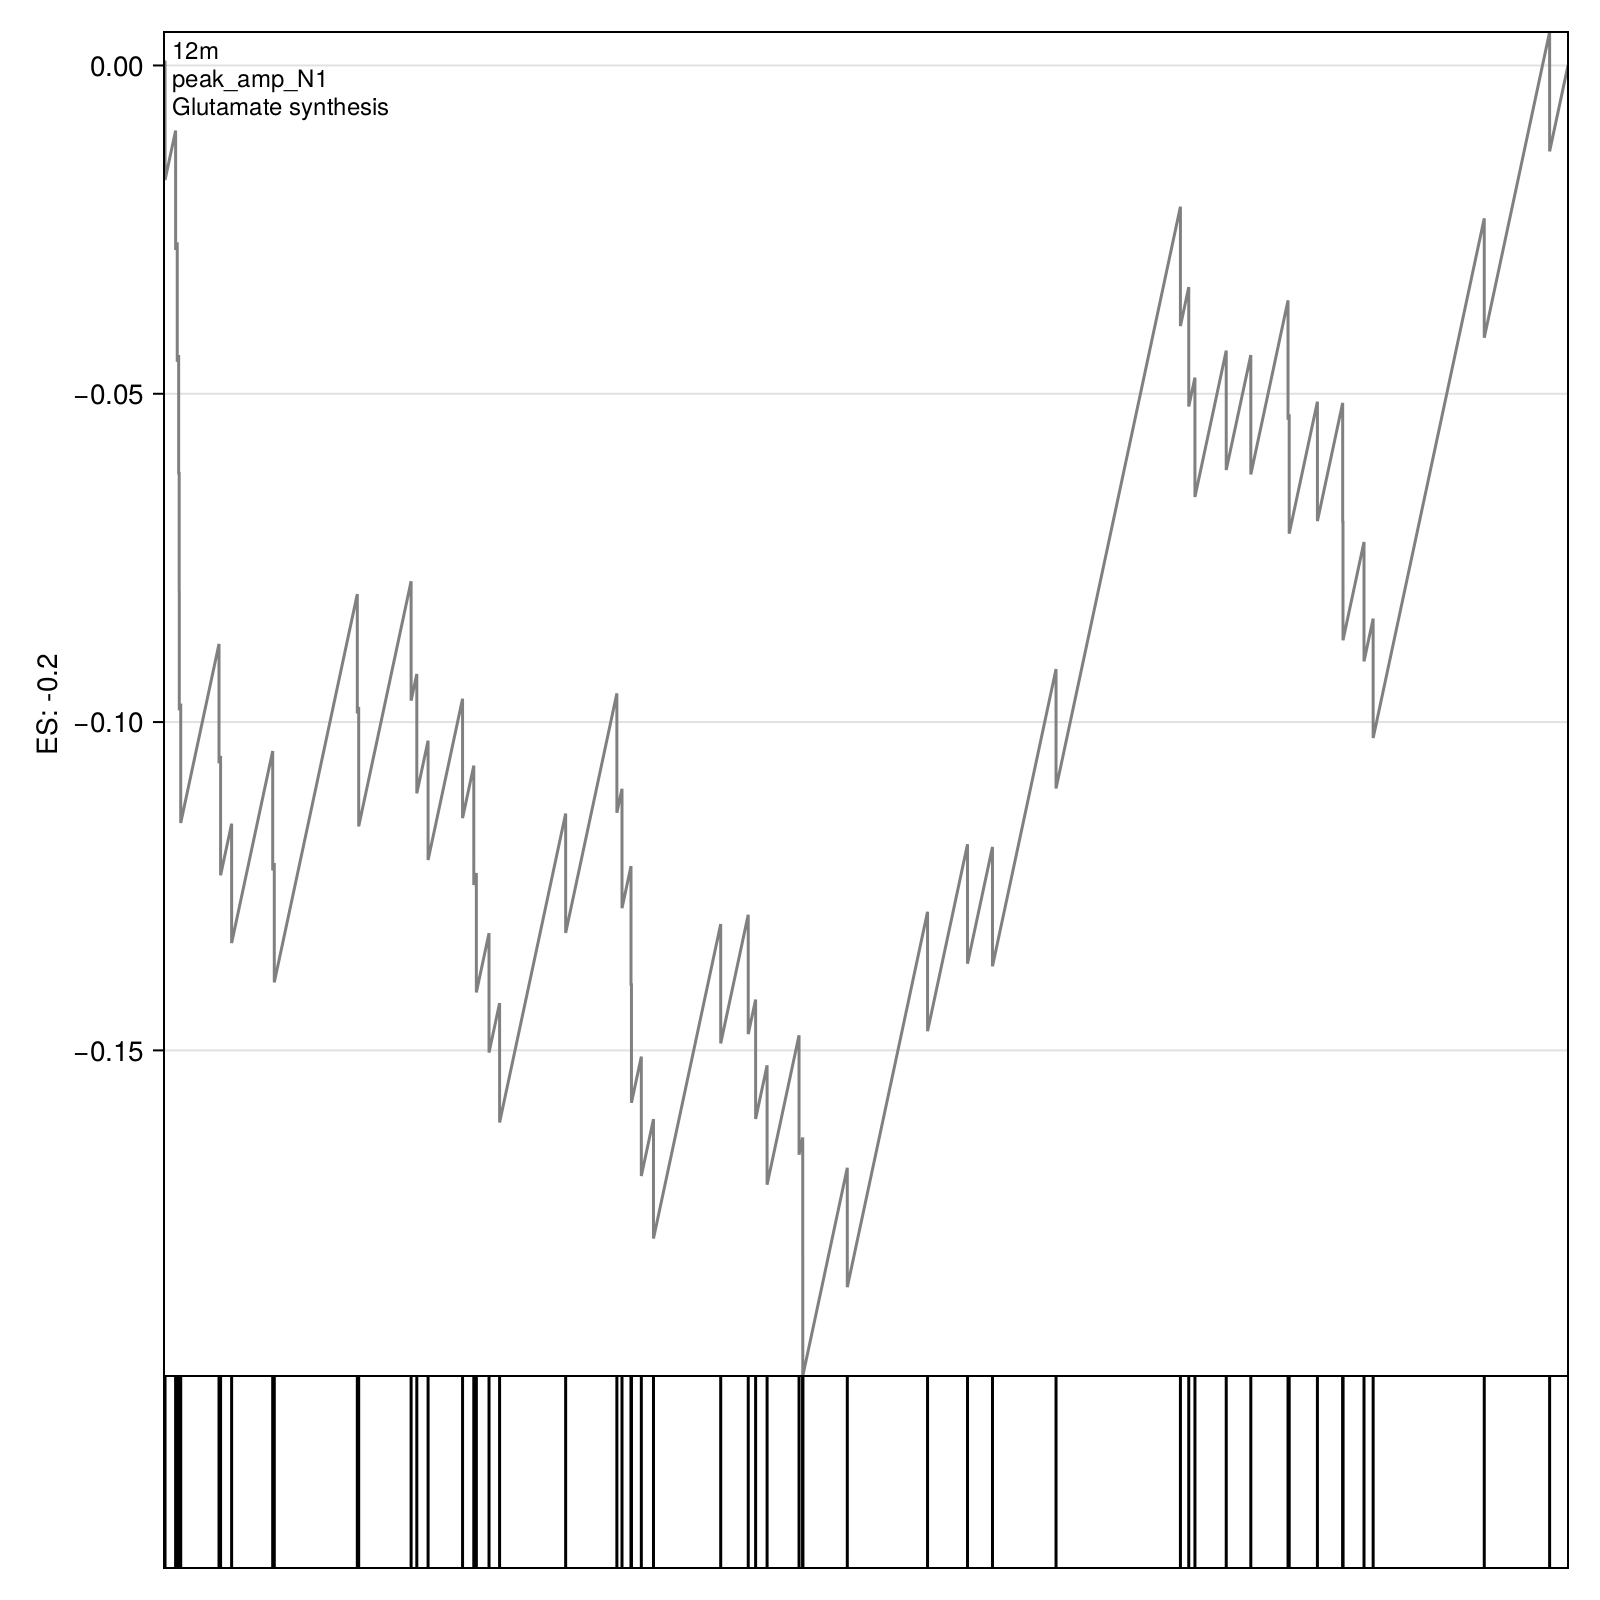 12m
peak_amp_N1
Glutamate synthesis
0.00
−0.05
−0.10
−0.15
ES: -0.2